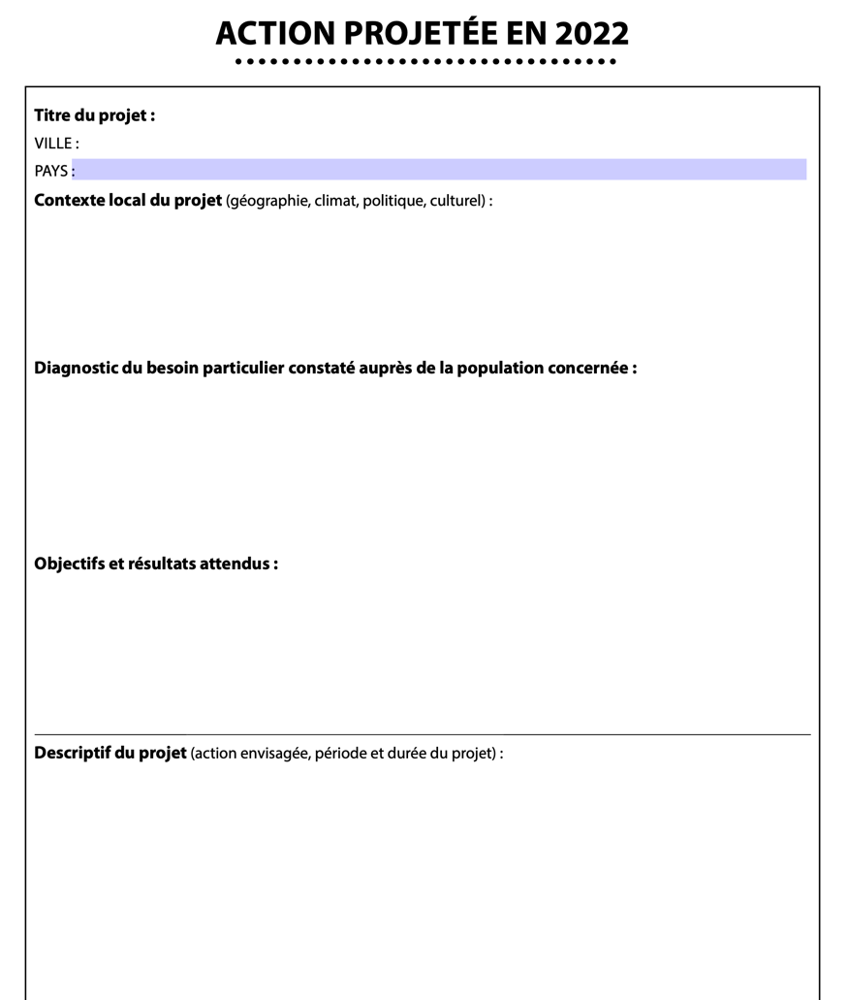 ACTION PROJETÉE EN 2022
Titre du projet :
VILLE :
PAYS :
Contexte local du projet (géographie, climat, politique, culturel) :
Diagnostic du besoin particulier constaté auprès de la population concernée :
Objectifs et résultats attendus :
Descriptif du projet (action envisagée, période et durée du projet) :